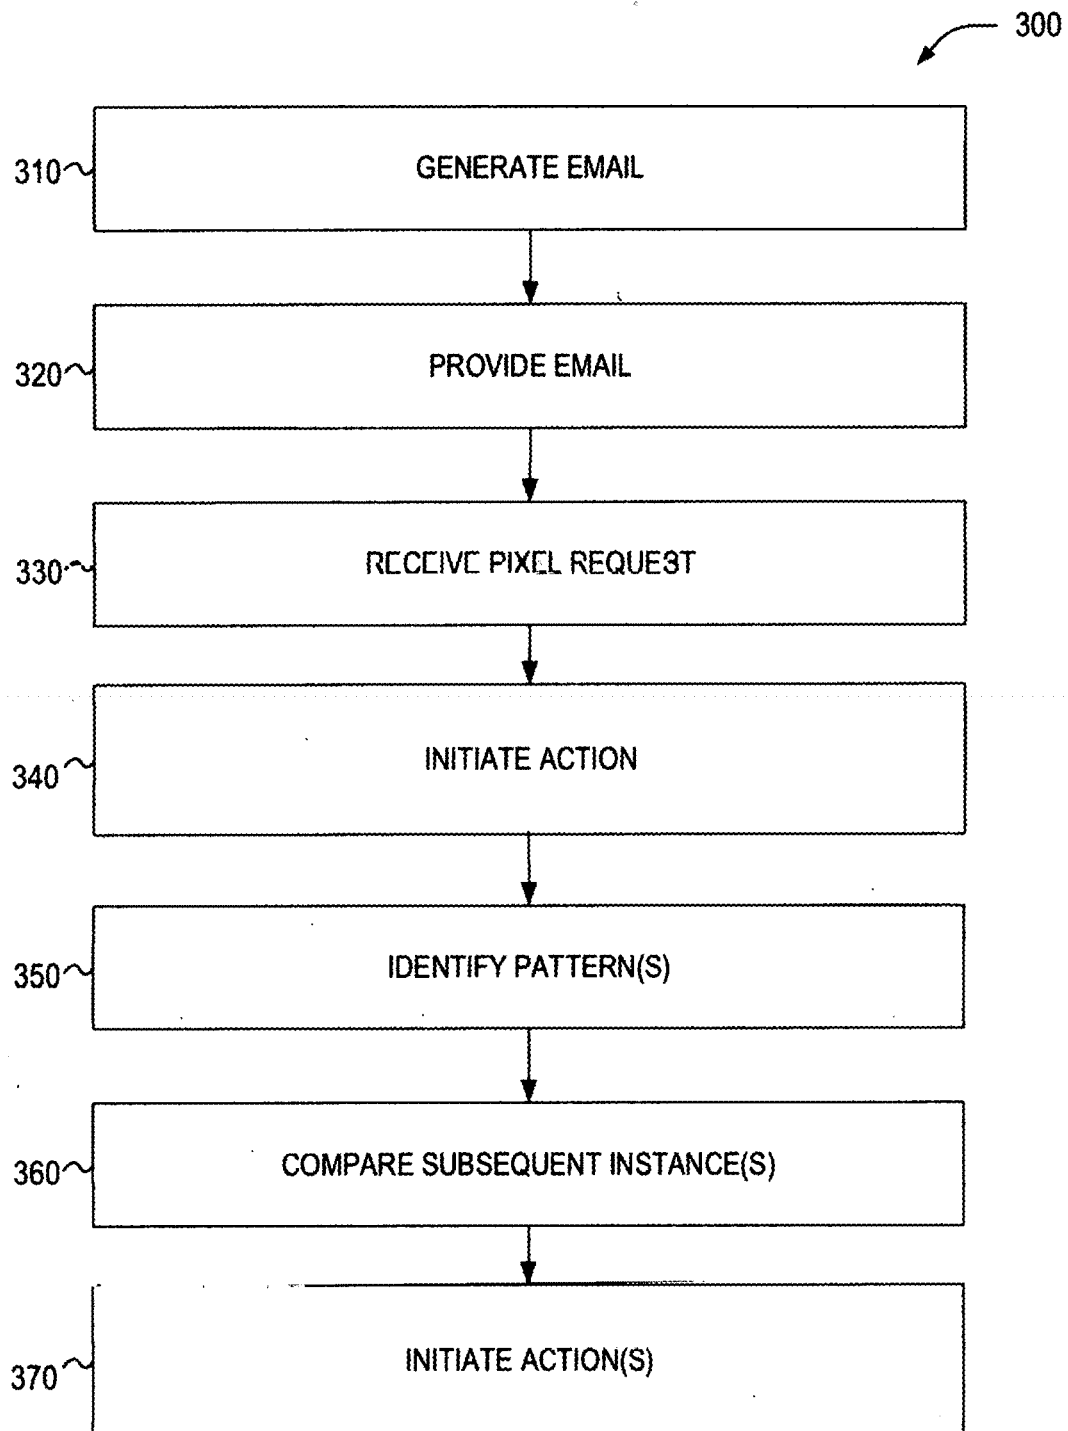 300
310 GENERATE EMAIL
320 PROVIDE EMAIL
330 RECEIVE PIXEL REQUEST
340 INITIATE ACTION
350 IDENTIFY PATTERN(S)
360 COMPARE SUBSEQUENT INSTANCE(S)
370 INITIATE ACTION(S)